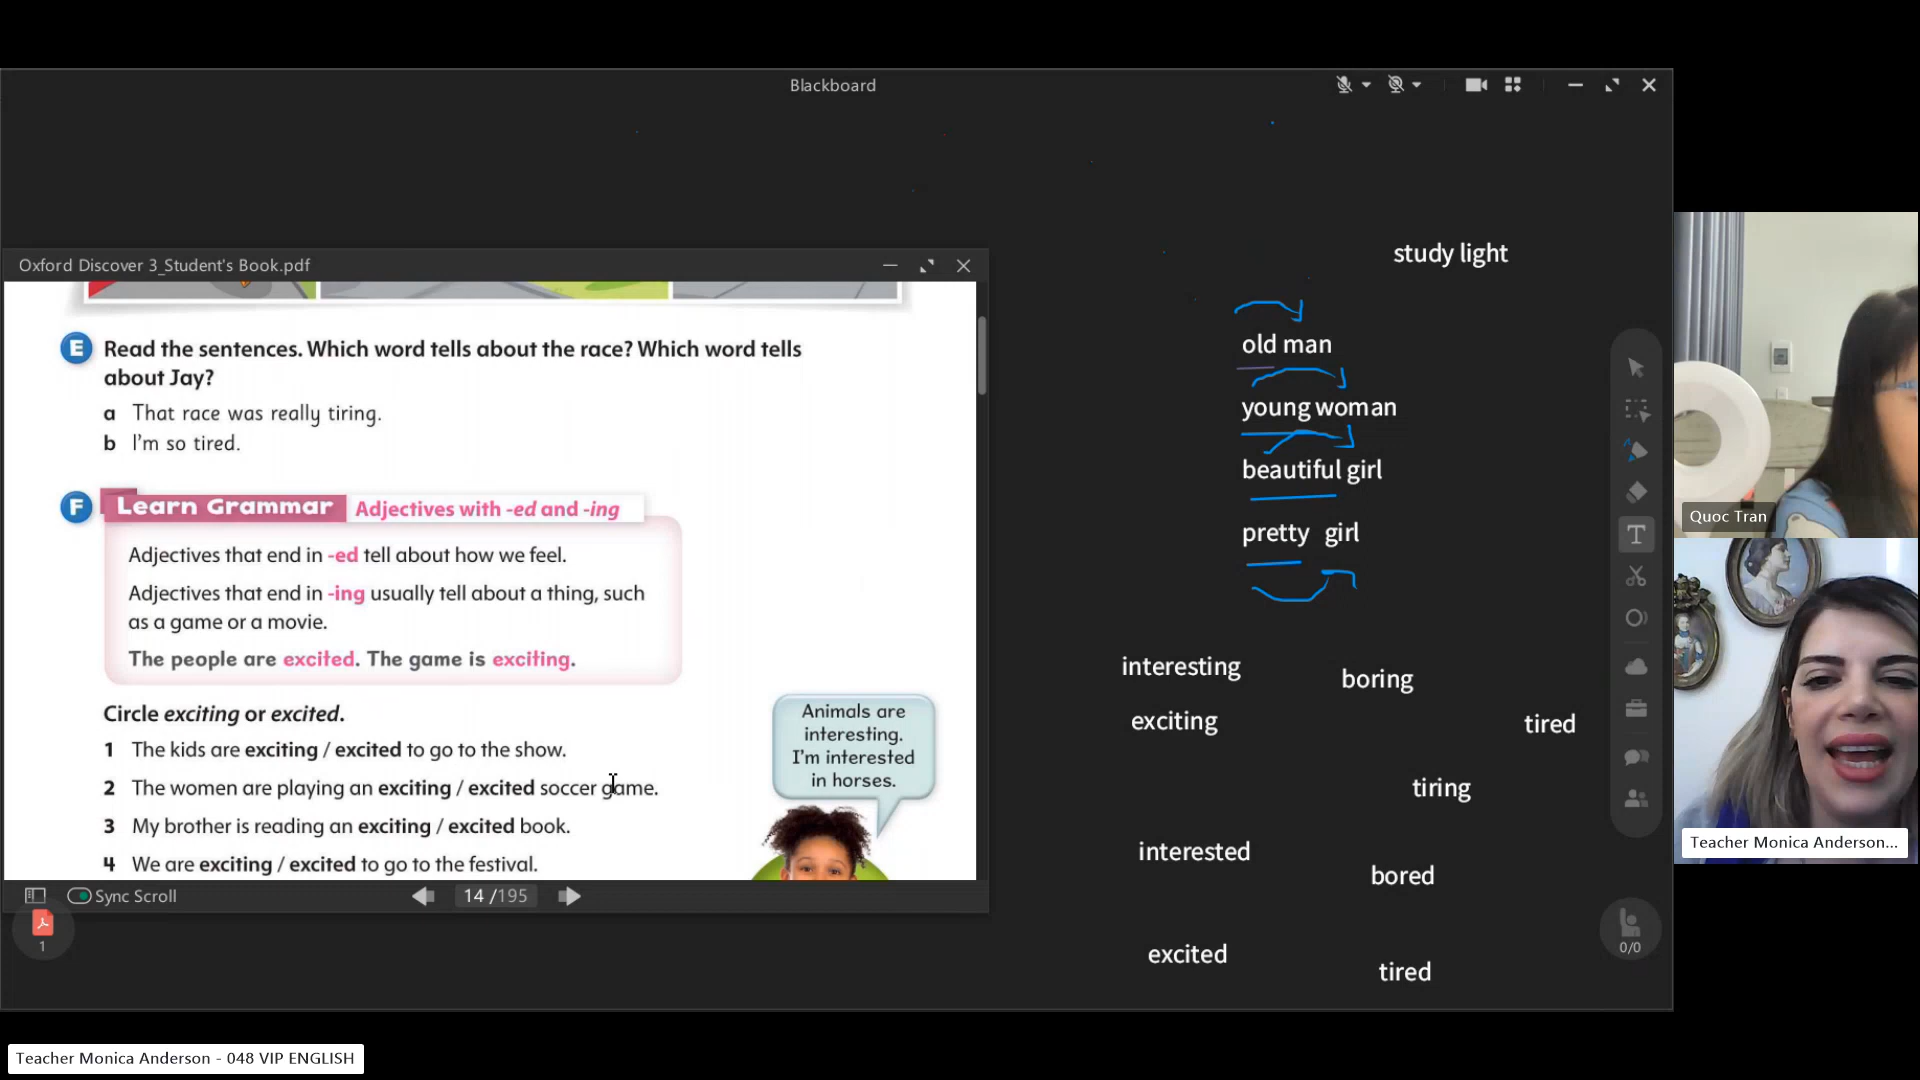 Blackboard
Oxford Discover 3_Student's Book.pdf
E Read the sentences. Which word tells about the race? Which word tells
about Jay?
a That race was really tiring.
b I'm so tired.
F Learn Grammar Adjectives with -ed and -ing
Adjectives that end in -ed tell about how we feel.
Adjectives that end in -ing usually tell about a thing, such
as a game or a movie.
The people are excited. The game is exciting.
Circle exciting or excited.
1 The kids are exciting / excited to go to the show.
2 The women are playing an exciting / excited soccer game.
3 My brother is reading an exciting / excited book.
4 We are exciting / excited to go to the festival.
Animals are
interesting.
I'm interested
in horses.
Sync Scroll
14 /195
1
study light
old man
young woman
beautiful girl
pretty girl
interesting
boring
exciting
tired
tiring
interested
bored
excited
tired
T
0/0
Quoc Tran
Teacher Monica Anderson...
Teacher Monica Anderson - 048 VIP ENGLISH